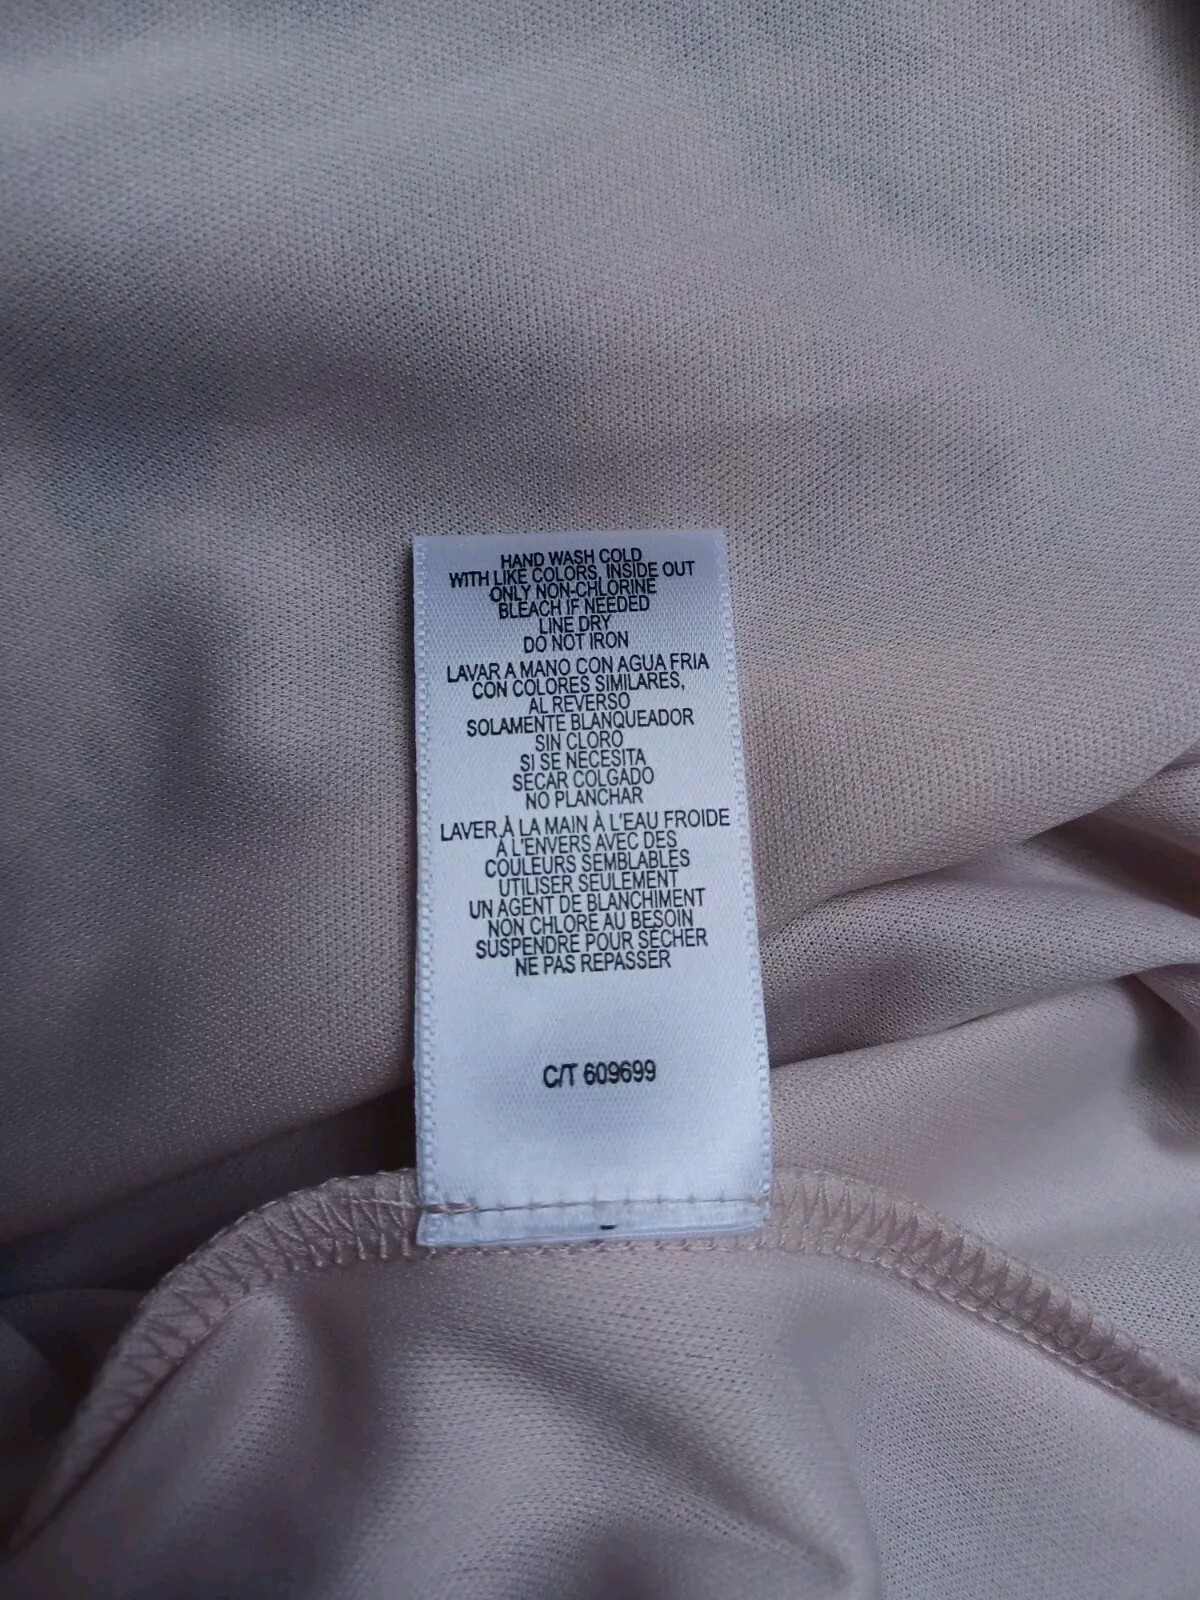 HAND WASH COLD
WITH LIKE COLORS, INSIDE OUT
ONLY NON-CHLORINE
BLEACH IF NEEDED
LINE DRY
DO NOT IRON
LAVAR A MANO CON AGUA FRIA
CON COLORES SIMILARES,
AL REVERSO
SOLAMENTE BLANQUEADOR
SIN CLORO
SI SE NECESITA
SECAR COLGADO
NO PLANCHAR
LAVER À LA MAIN À L'EAU FROIDE
À L'ENVERS AVEC DES
COULEURS SEMBLABLES
UTILISER SEULEMENT
UN AGENT DE BLANCHIMENT
NON CHLORÉ AU BESOIN
SUSPENDRE POUR SÉCHER
NE PAS REPASSER
C/T 609699